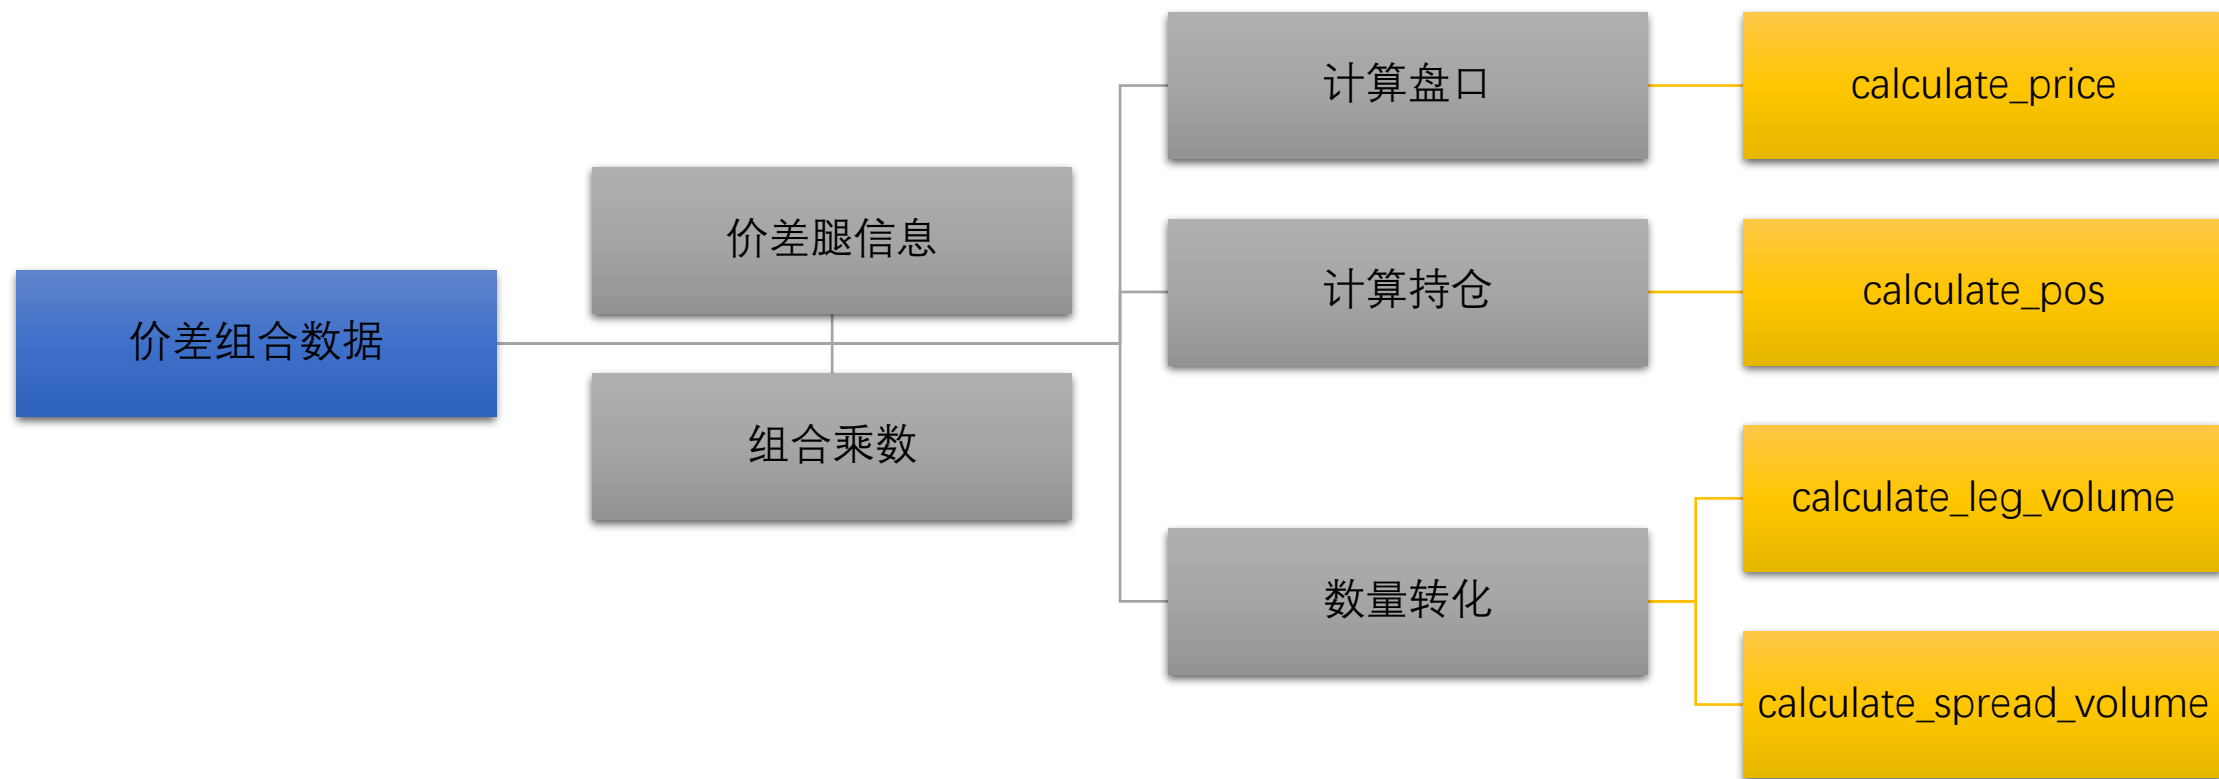 价差组合数据
价差腿信息
组合乘数
计算盘口
calculate_price
计算持仓
calculate_pos
数量转化
calculate_leg_volume
calculate_spread_volume